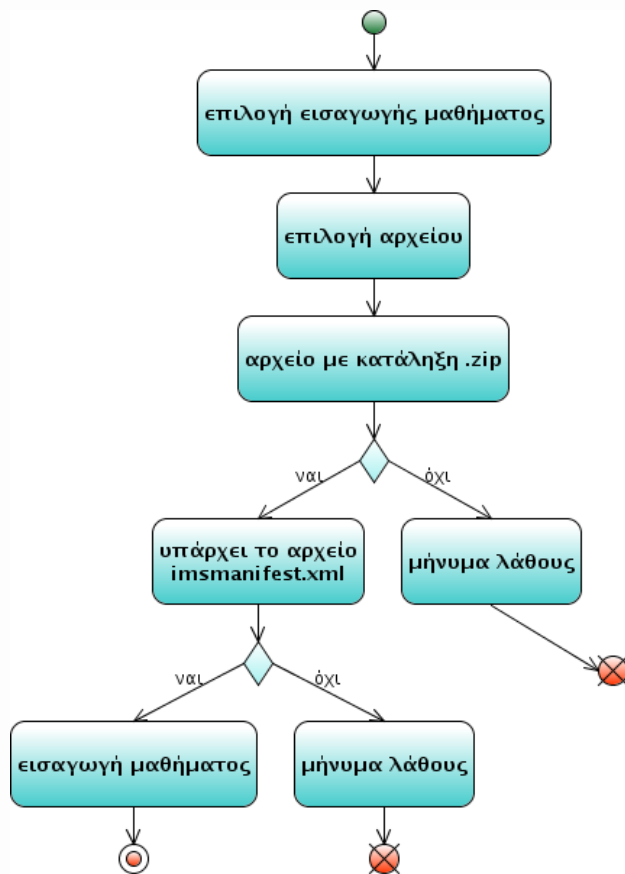 επιλογή εισαγωγής μαθήματος
επιλογή αρχείου
αρχείο με κατάληξη .zip
ναι
όχι
υπάρχει το αρχείο
imsmanifest.xml
μήνυμα λάθους
ναι
όχι
εισαγωγή μαθήματος
μήνυμα λάθους